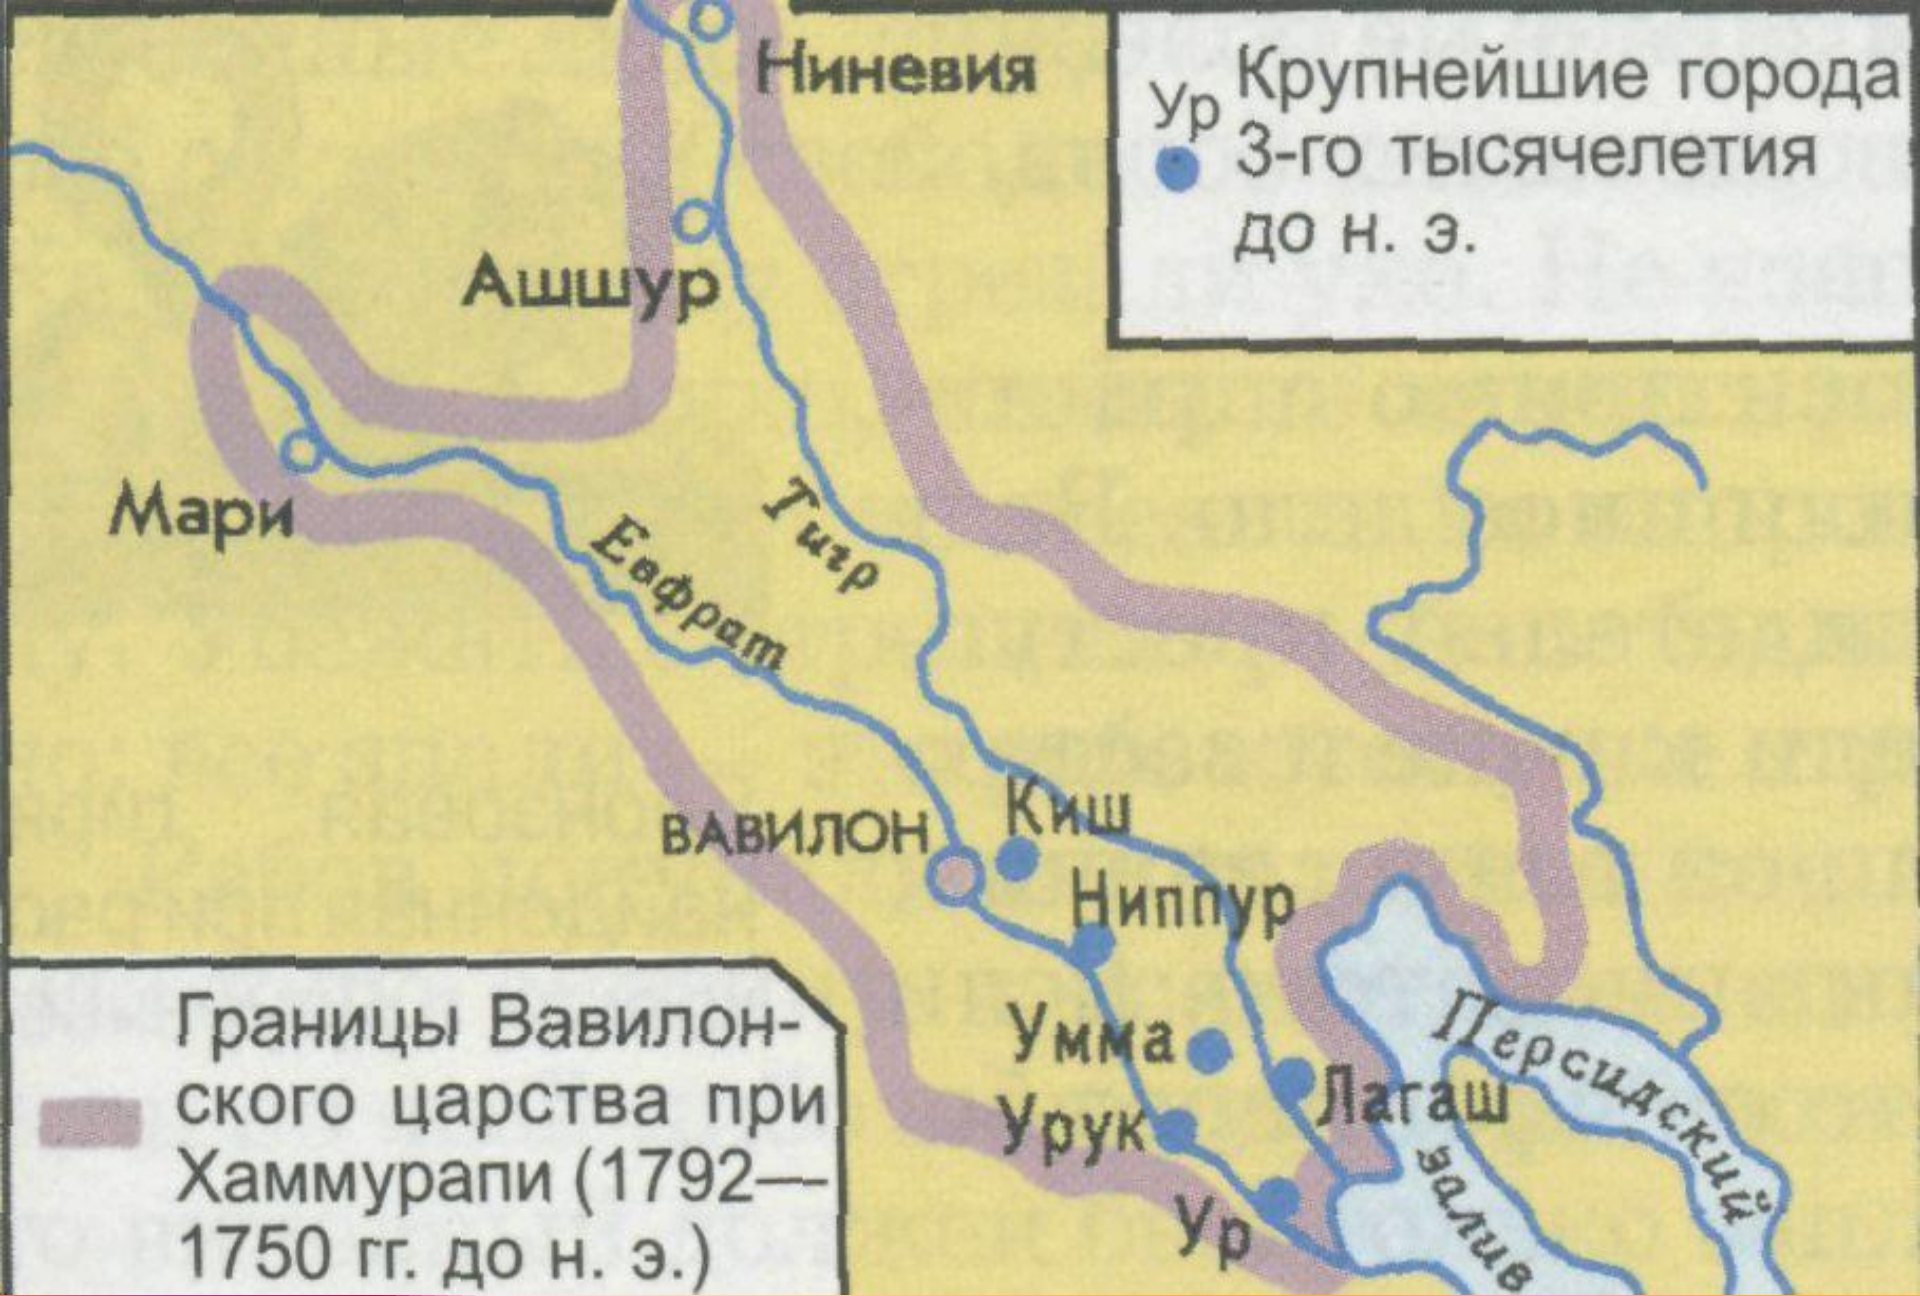 Ниневия
Ур
Крупнейшие города
3-го тысячелетия
до н. э.
Ашшур
Мари
Тигр
Евфрат
ВАВИЛОН
Киш
Ниппур
Умма
Лагаш
Урук
Ур
Персидский
залив
Границы Вавилон-
ского царства при
Хаммурапи (1792—
1750 гг. до н. э.)